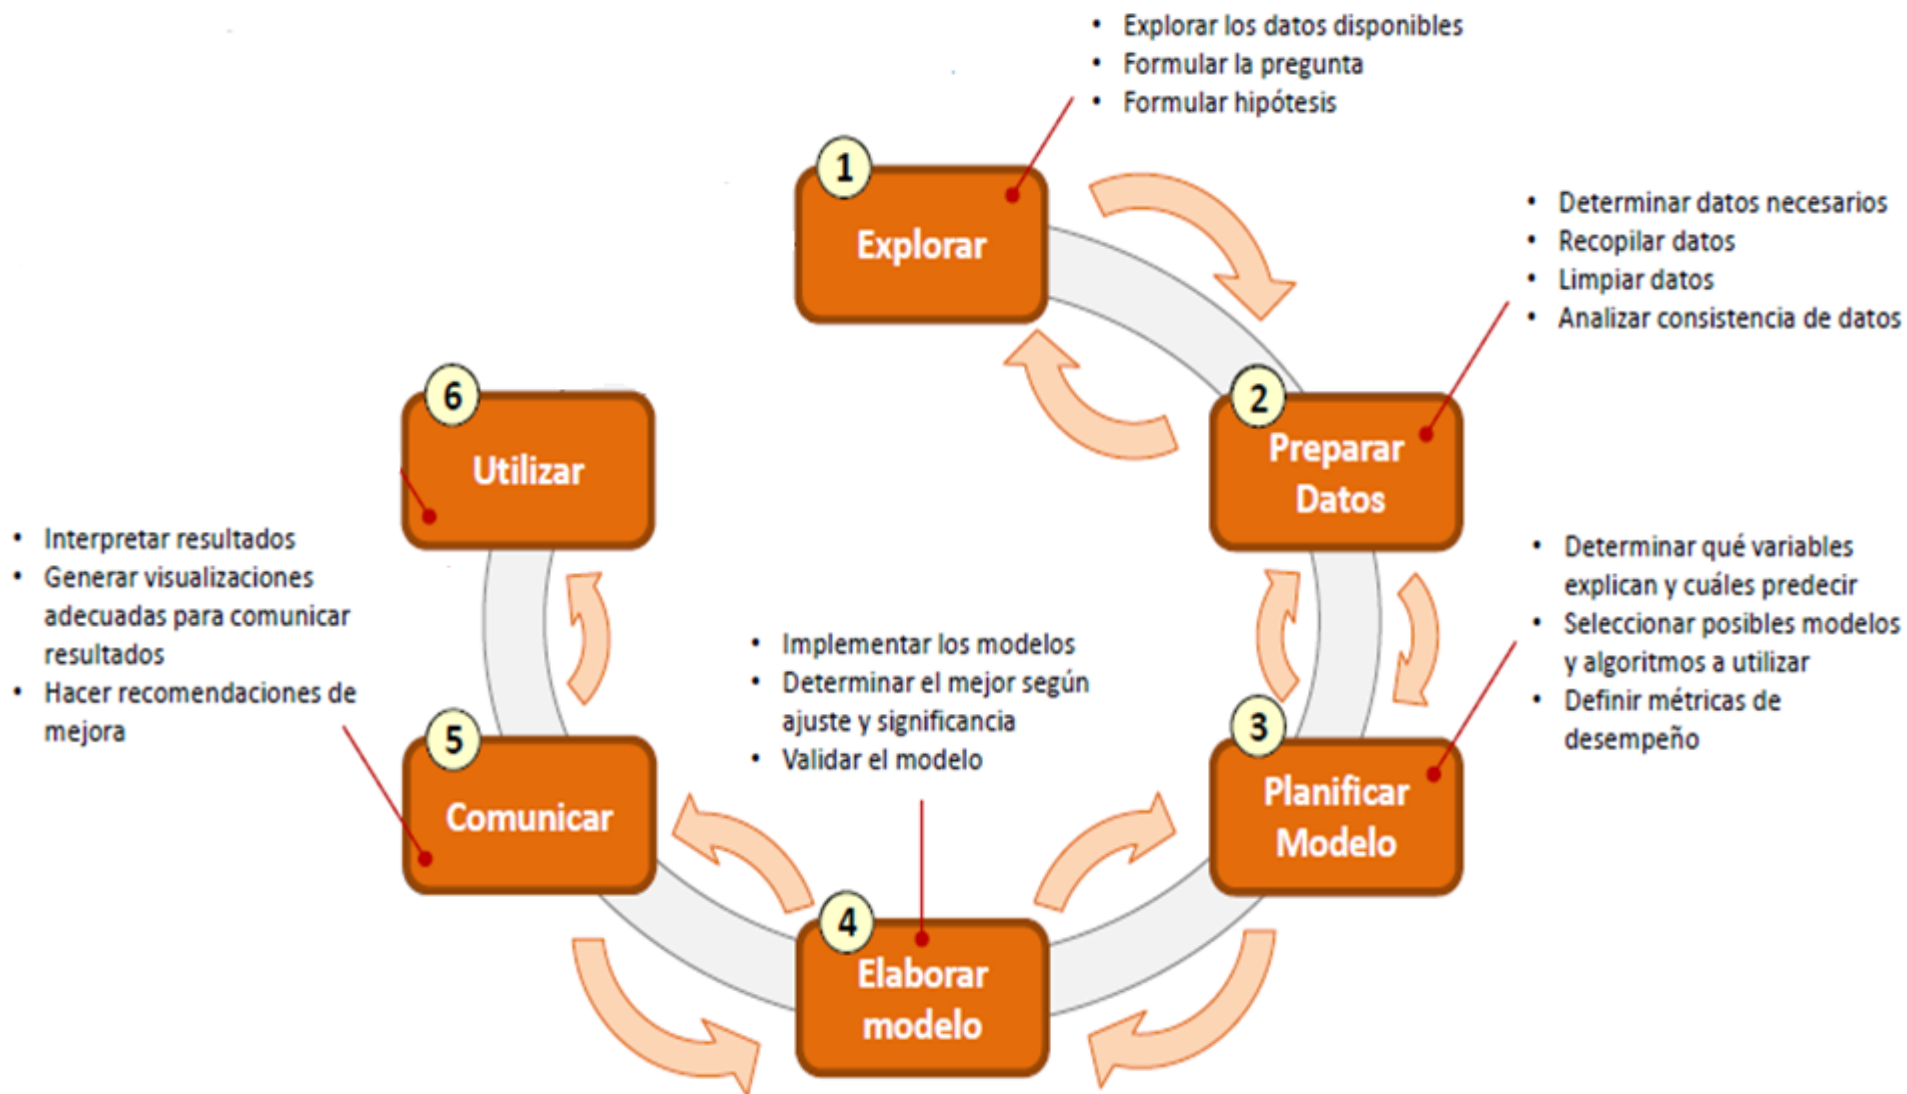 • Explorar los datos disponibles
• Formular la pregunta
• Formular hipótesis
1
Explorar
• Determinar datos necesarios
• Recopilar datos
• Limpiar datos
• Analizar consistencia de datos
2
Preparar
Datos
• Determinar qué variables
explican y cuáles predecir
• Seleccionar posibles modelos
y algoritmos a utilizar
• Definir métricas de
desempeño
3
Planificar
Modelo
• Implementar los modelos
• Determinar el mejor según
ajuste y significancia
• Validar el modelo
4
Elaborar
modelo
• Interpretar resultados
• Generar visualizaciones
adecuadas para comunicar
resultados
• Hacer recomendaciones de
mejora
5
Comunicar
6
Utilizar